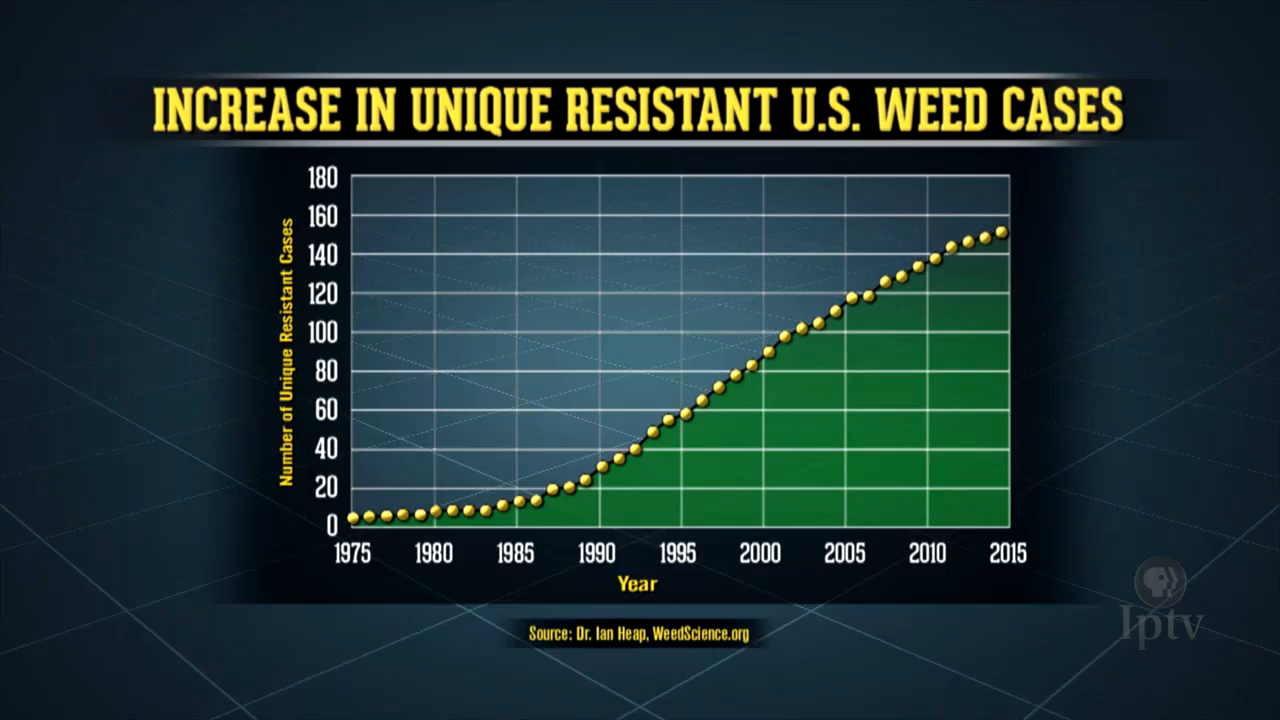 INCREASE IN UNIQUE RESISTANT U.S. WEED CASES
180
160
140
120
100
80
60
40
20
0
Number of Unique Resistant Cases
1975 1980 1985 1990 1995 2000 2005 2010 2015
Year
Source: Dr. Ian Heap, WeedScience.org
Iptv